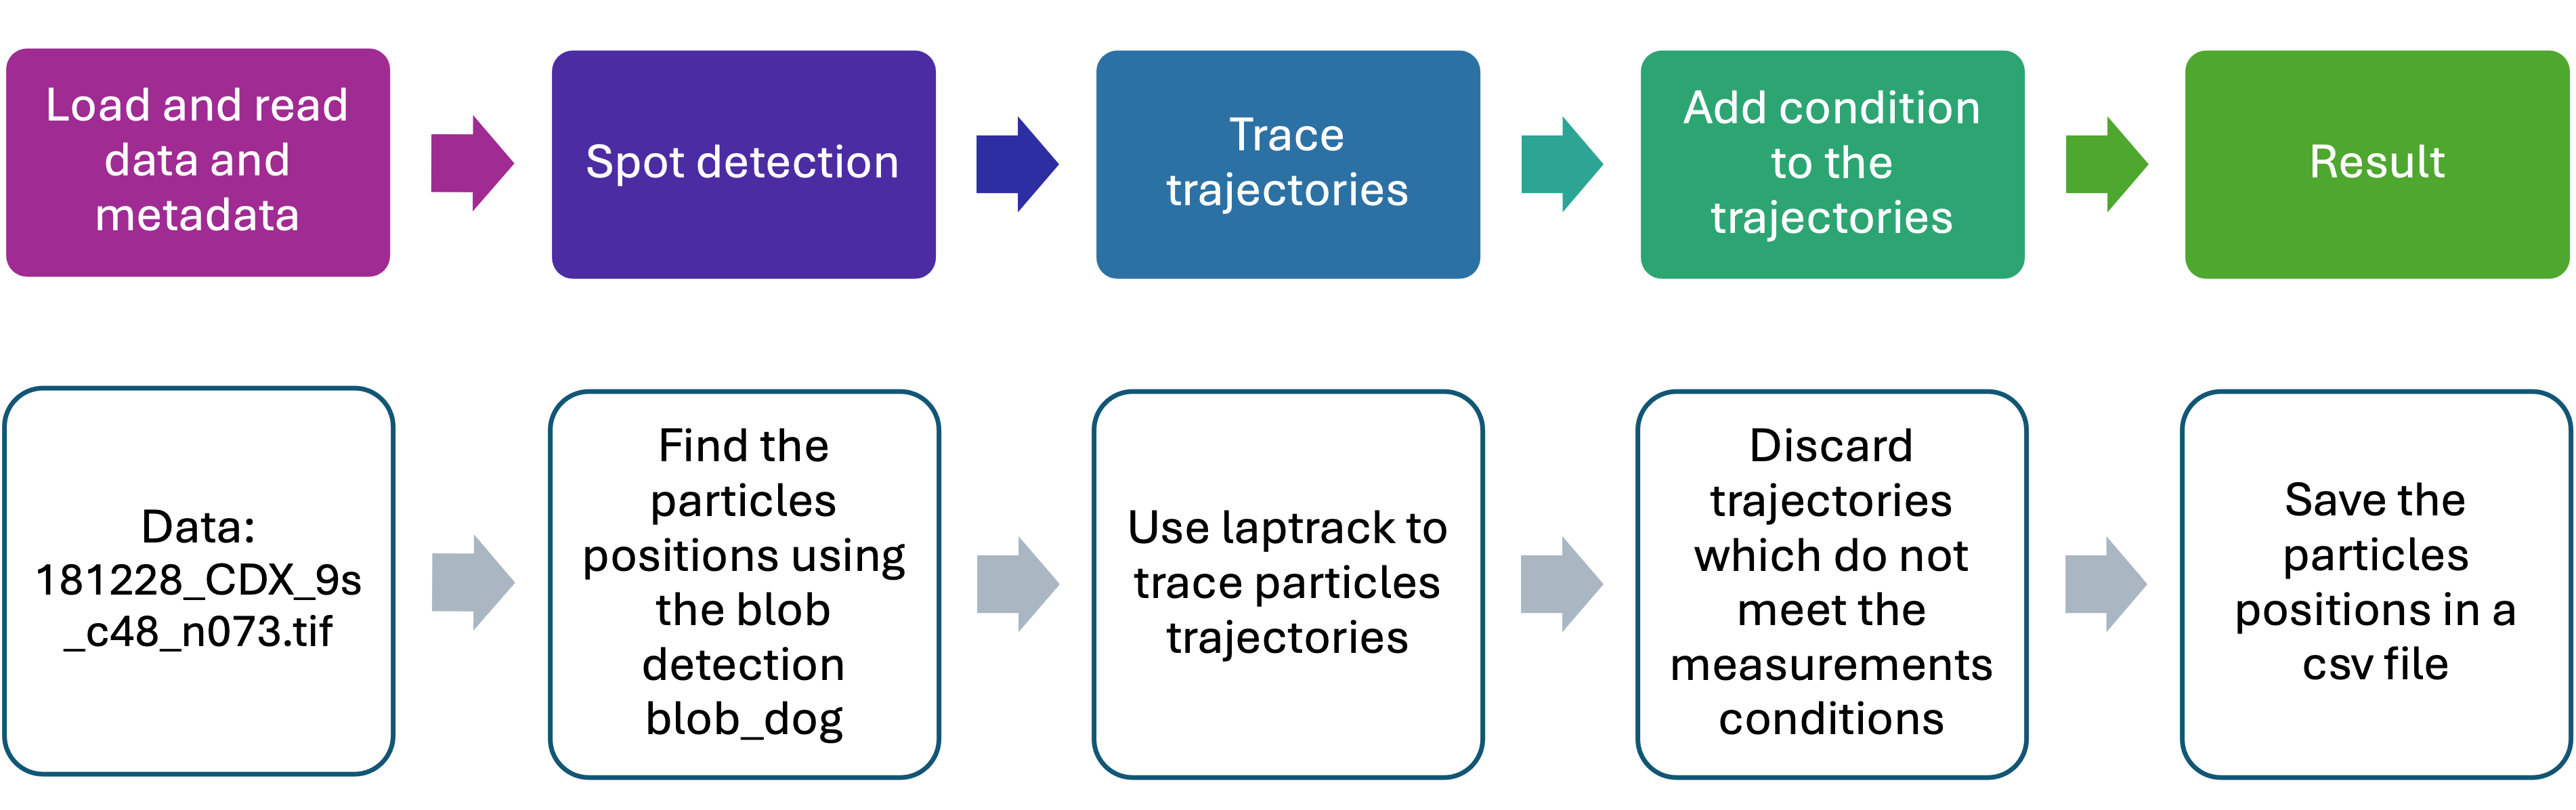 Load and read
data and
metadata
Spot detection
Trace
trajectories
Add condition
to the
trajectories
Result
Data:
181228_CDX_9s
_c48_n073.tif
Find the
particles
positions using
the blob
detection
blob_dog
Use laptrack to
trace particles
trajectories
Discard
trajectories
which do not
meet the
measurements
conditions
Save the
particles
positions in a
csv file